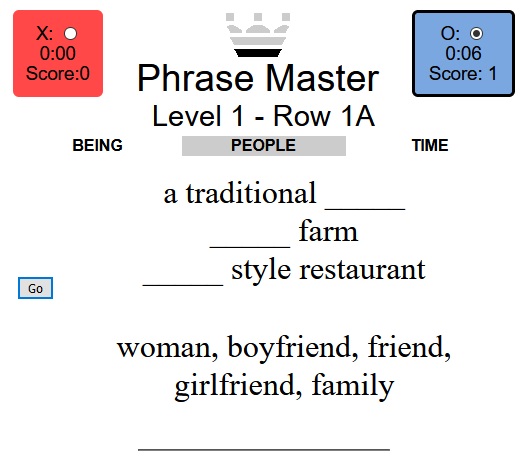 X:
0:00
Score:0
O:
0:06
Score: 1
Phrase Master
Level 1 - Row 1A
BEING PEOPLE TIME
a traditional _____
_____ farm
_____ style restaurant
Go
woman, boyfriend, friend,
girlfriend, family